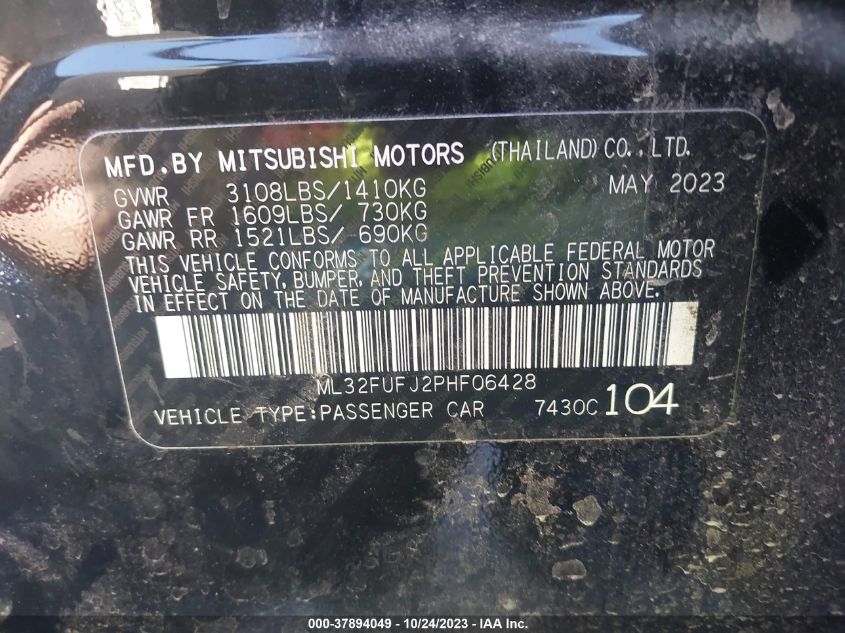 MFD.BY MITSUBISHI MOTORS (THAILAND) CO., LTD.
GVWR 3108LBS/1410KG MAY 2023
GAWR FR 1609LBS/ 730KG
GAWR RR 1521LBS/ 690KG
THIS VEHICLE CONFORMS TO ALL APPLICABLE FEDERAL MOTOR
VEHICLE SAFETY, BUMPER, AND THEFT PREVENTION STANDARDS
IN EFFECT ON THE DATE OF MANUFACTURE SHOWN ABOVE.
ML32FUFJ2PHF06428
VEHICLE TYPE:PASSENGER CAR 7430C 104
000-37894049 - 10/24/2023 - IAA Inc.